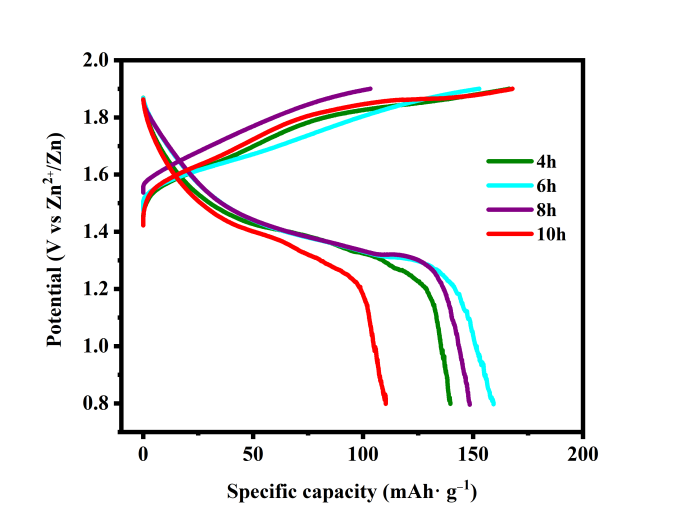 2.0
1.8
1.6
1.4
1.2
1.0
0.8
Potential (V vs Zn²⁺/Zn)
4h
6h
8h
10h
0 50 100 150 200
Specific capacity (mAh· g⁻¹)